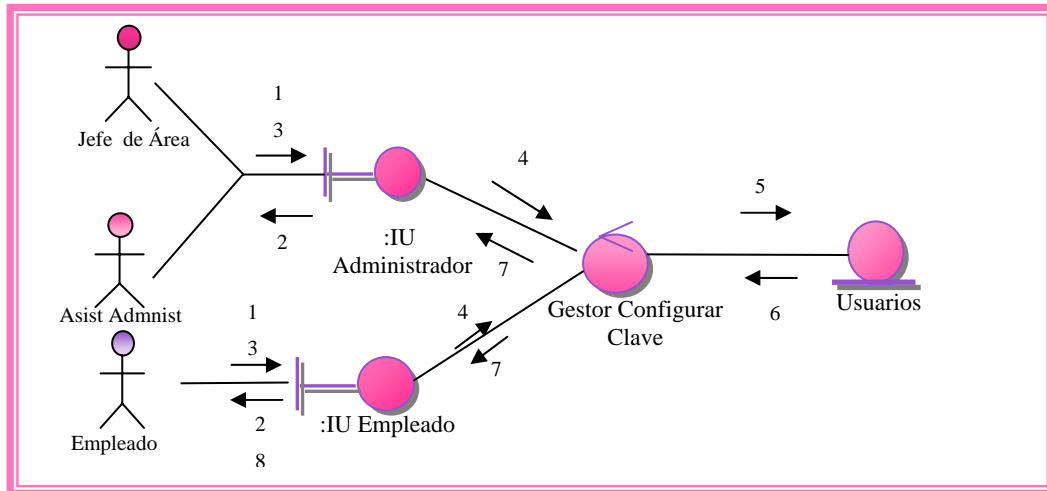 1
Jefe de Área
3
4
5
2
:IU
Administrador
7
Asist Admnist
Gestor Configurar
Clave
Usuarios
6
1
4
3
7
2
:IU Empleado
Empleado
8